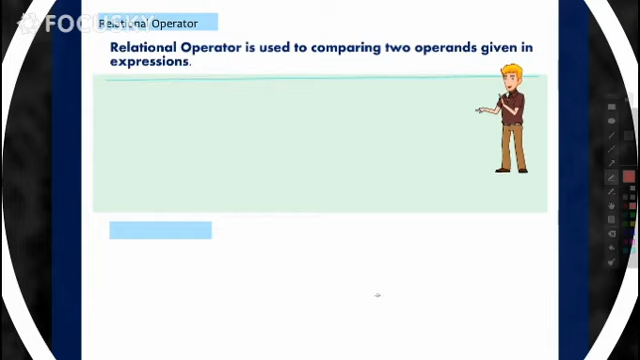 FOCUSKY
Relational Operator
Relational Operator is used to comparing two operands given in
expressions.